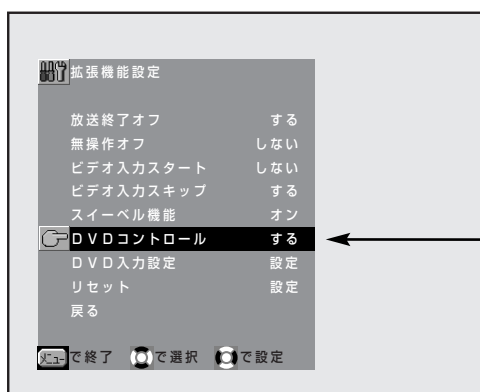 拡張機能設定
放送終了オフ する
無操作オフ しない
ビデオ入力スタート しない
ビデオ入力スキップ する
スイーベル機能 オン
DVDコントロール する
DVD入力設定 設定
リセット 設定
戻る
メニューで終了 で選択 で設定